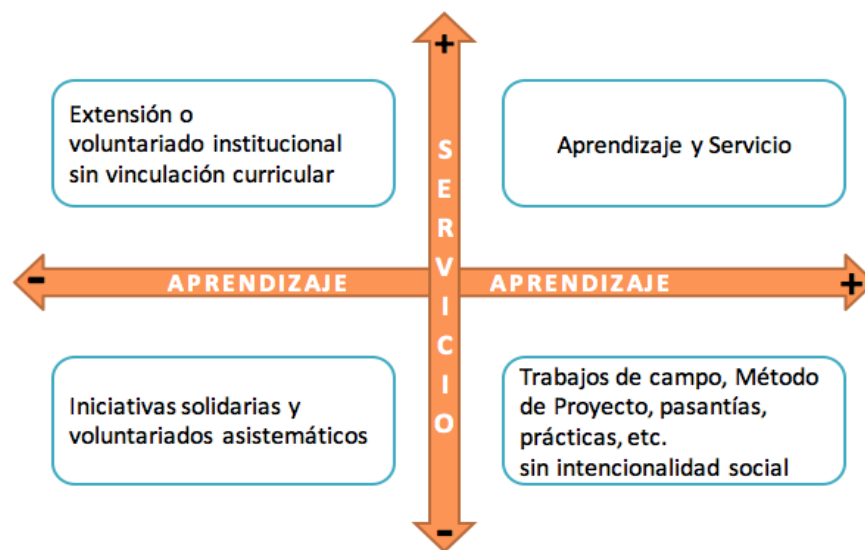 +
Extensión o
voluntariado institucional
sin vinculación curricular
Aprendizaje y Servicio
SERVICIO
- APRENDIZAJE APRENDIZAJE +
Iniciativas solidarias y
voluntariados asistemáticos
Trabajos de campo, Método
de Proyecto, pasantías,
prácticas, etc.
sin intencionalidad social
-